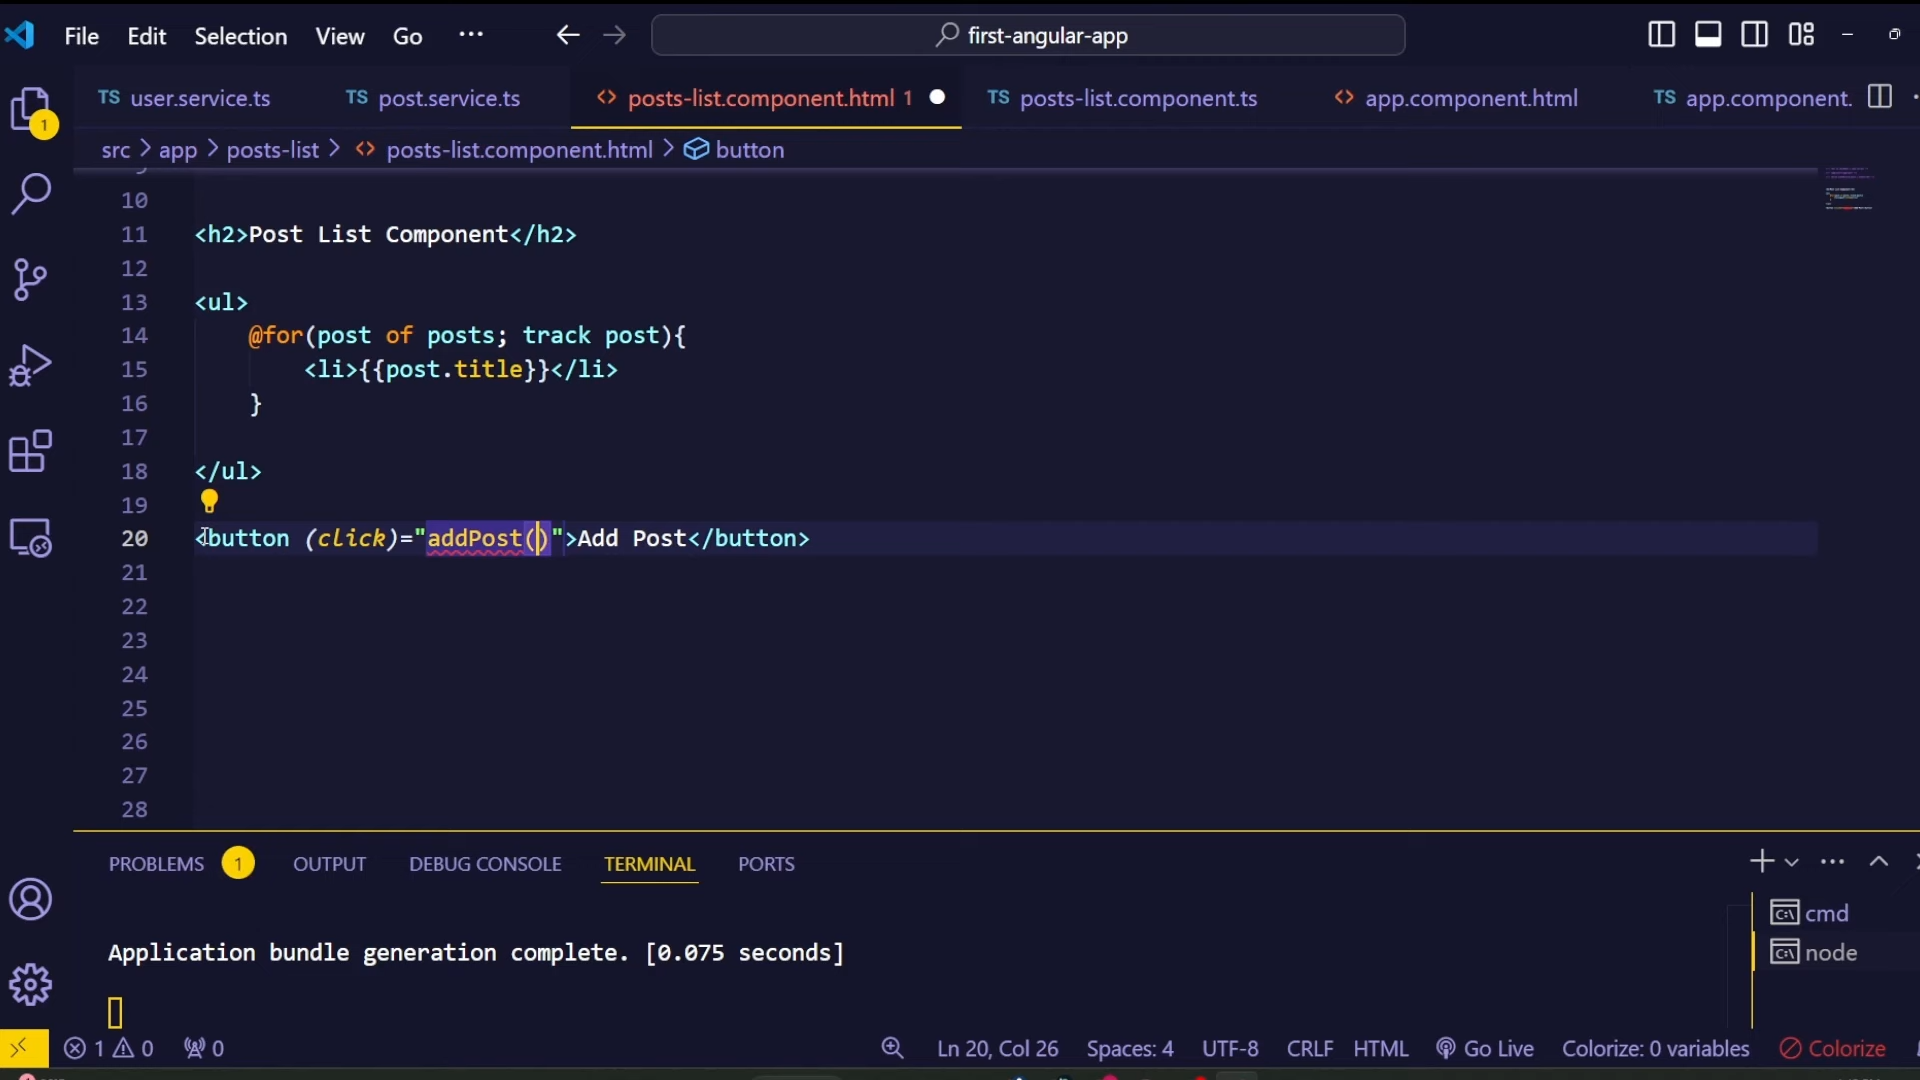 File Edit Selection View Go ··· first-angular-app
TS user.service.ts TS post.service.ts <> posts-list.component.html 1 TS posts-list.component.ts <> app.component.html TS app.component.
src > app > posts-list > <> posts-list.component.html > button
1
10
11 <h2>Post List Component</h2>
12
13 <ul>
14 @for(post of posts; track post){
15 <li>{{post.title}}</li>
16 }
17
18 </ul>
19
20 <button (click)="addPost()">Add Post</button>
21
22
23
24
25
26
27
28
PROBLEMS 1 OUTPUT DEBUG CONSOLE TERMINAL PORTS
cmd
Application bundle generation complete. [0.075 seconds]
node
1 0 0 Ln 20, Col 26 Spaces: 4 UTF-8 CRLF HTML Go Live Colorize: 0 variables Colorize